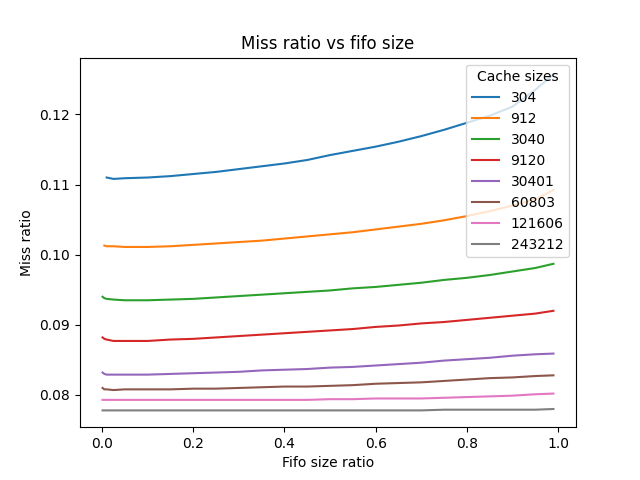 Miss ratio vs fifo size
Cache sizes
304
912
3040
9120
30401
60803
121606
243212
0.12
0.11
0.10
0.09
0.08
Miss ratio
0.0 0.2 0.4 0.6 0.8 1.0
Fifo size ratio